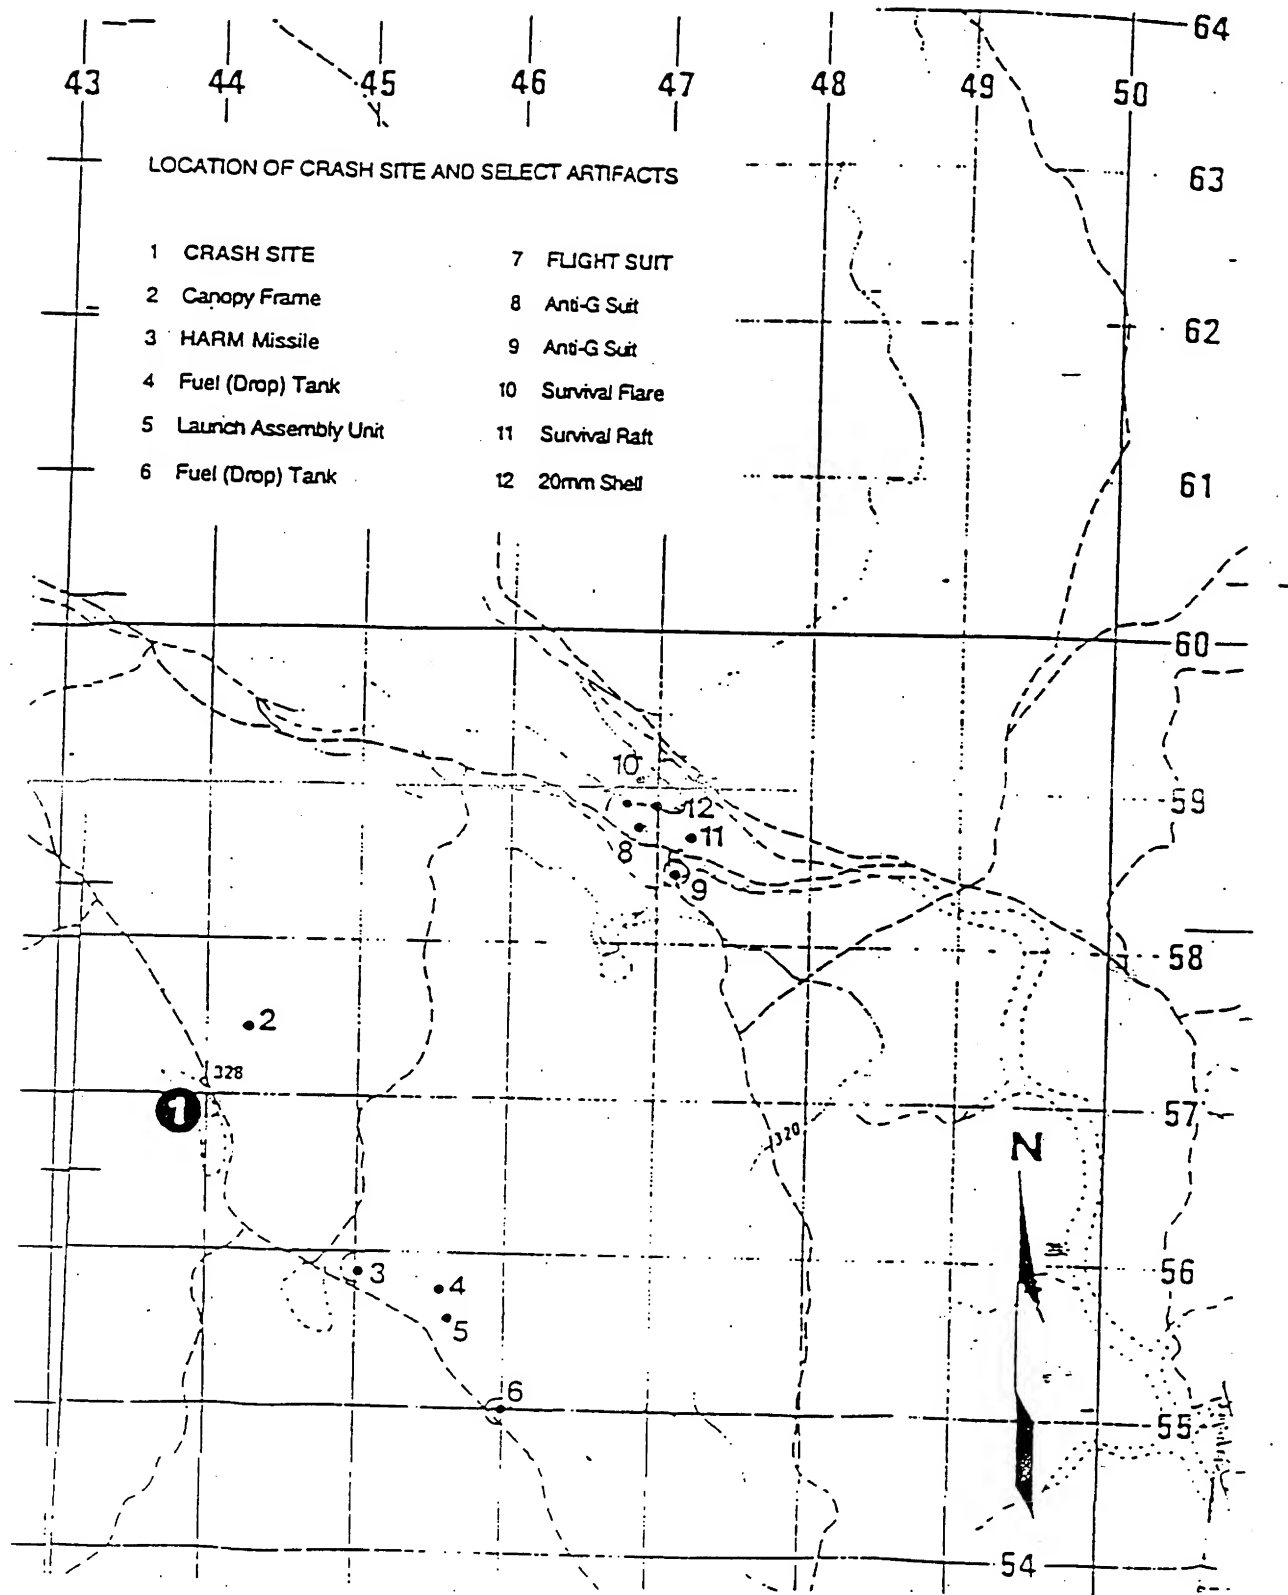 64
43 44 45 46 47 48 49 50
LOCATION OF CRASH SITE AND SELECT ARTIFACTS
63
1 CRASH SITE
2 Canopy Frame
3 HARM Missile
4 Fuel (Drop) Tank
5 Launch Assembly Unit
6 Fuel (Drop) Tank
7 FLIGHT SUIT
8 Anti-G Suit
9 Anti-G Suit
10 Survival Flare
11 Survival Raft
12 20mm Shell
62
61
60
10
59
12
11
8
9
58
2
328
1
57
320
N
3
56
4
5
6
55
54